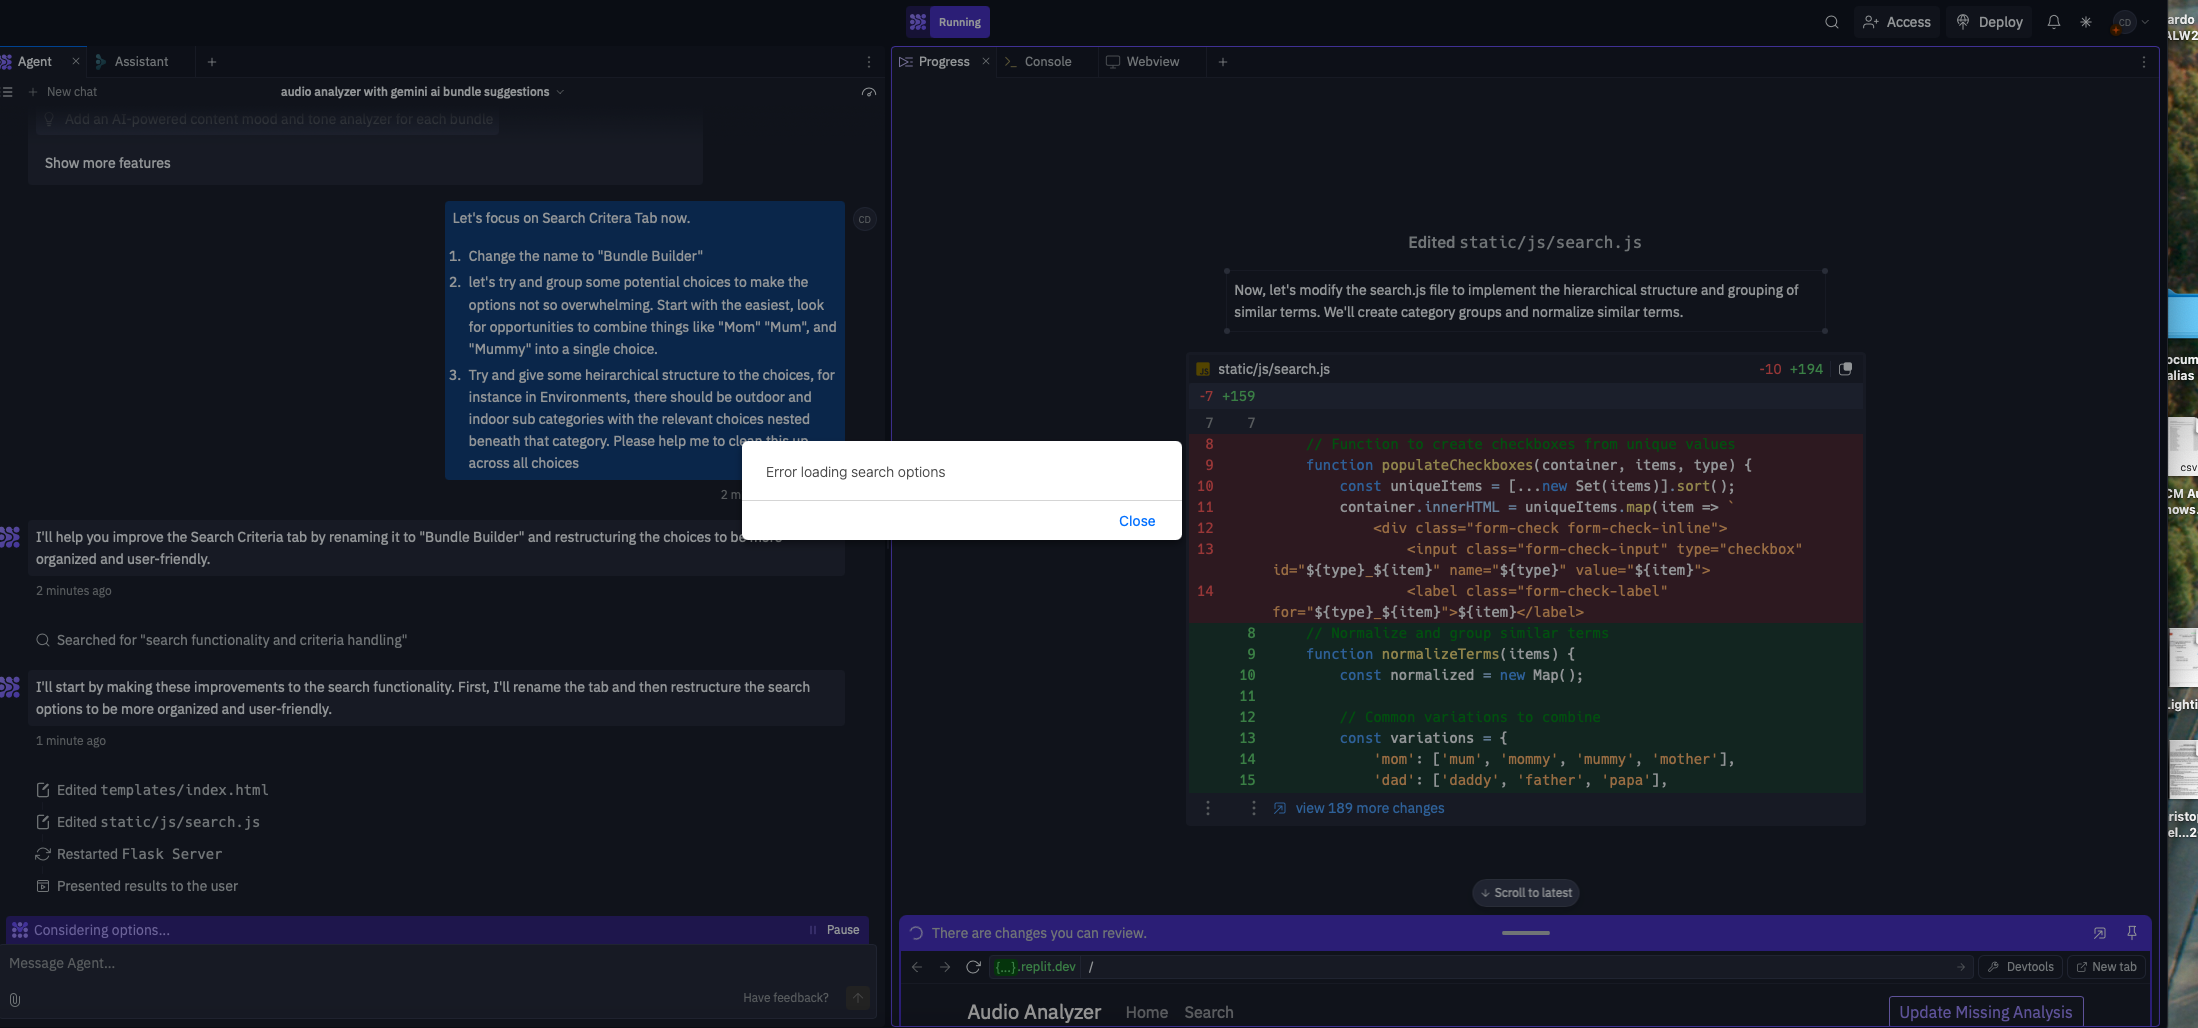 Running
Access
Deploy
CD
Agent
Assistant
New chat
audio analyzer with gemini ai bundle suggestions
Add an AI-powered content mood and tone analyzer for each bundle
Show more features
Let's focus on Search Critera Tab now.
CD
1. Change the name to "Bundle Builder"
2. let's try and group some potential choices to make the
options not so overwhelming. Start with the easiest, look
for opportunities to combine things like "Mom" "Mum", and
"Mummy" into a single choice.
3. Try and give some heirarchical structure to the choices, for
instance in Environments, there should be outdoor and
indoor sub categories with the relevant choices nested
beneath that category. Please help me to clean this up
across all choices
2 m
I'll help you improve the Search Criteria tab by renaming it to "Bundle Builder" and restructuring the choices to be more
organized and user-friendly.
2 minutes ago
Searched for "search functionality and criteria handling"
I'll start by making these improvements to the search functionality. First, I'll rename the tab and then restructure the search
options to be more organized and user-friendly.
1 minute ago
Edited templates/index.html
Edited static/js/search.js
Restarted Flask Server
Presented results to the user
Considering options...
Pause
Message Agent...
Have feedback?
Error loading search options
Close
Progress
Console
Webview
Edited static/js/search.js
Now, let's modify the search.js file to implement the hierarchical structure and grouping of
similar terms. We'll create category groups and normalize similar terms.
JS static/js/search.js -10 +194
-7 +159
7 7
8 // Function to create checkboxes from unique values
9 function populateCheckboxes(container, items, type) {
10 const uniqueItems = [...new Set(items)].sort();
11 container.innerHTML = uniqueItems.map(item => `
12 <div class="form-check form-check-inline">
13 <input class="form-check-input" type="checkbox"
id="${type}_${item}" name="${type}" value="${item}">
14 <label class="form-check-label"
for="${type}_${item}">${item}</label>
8 // Normalize and group similar terms
9 function normalizeTerms(items) {
10 const normalized = new Map();
11
12 // Common variations to combine
13 const variations = {
14 'mom': ['mum', 'mommy', 'mummy', 'mother'],
15 'dad': ['daddy', 'father', 'papa'],
view 189 more changes
Scroll to latest
There are changes you can review.
{...}.replit.dev /
Devtools
New tab
Audio Analyzer
Home
Search
Update Missing Analysis
ardo
ALW2
ocum
alias
csv
CM Au
nows.
ighti
risto
el...2